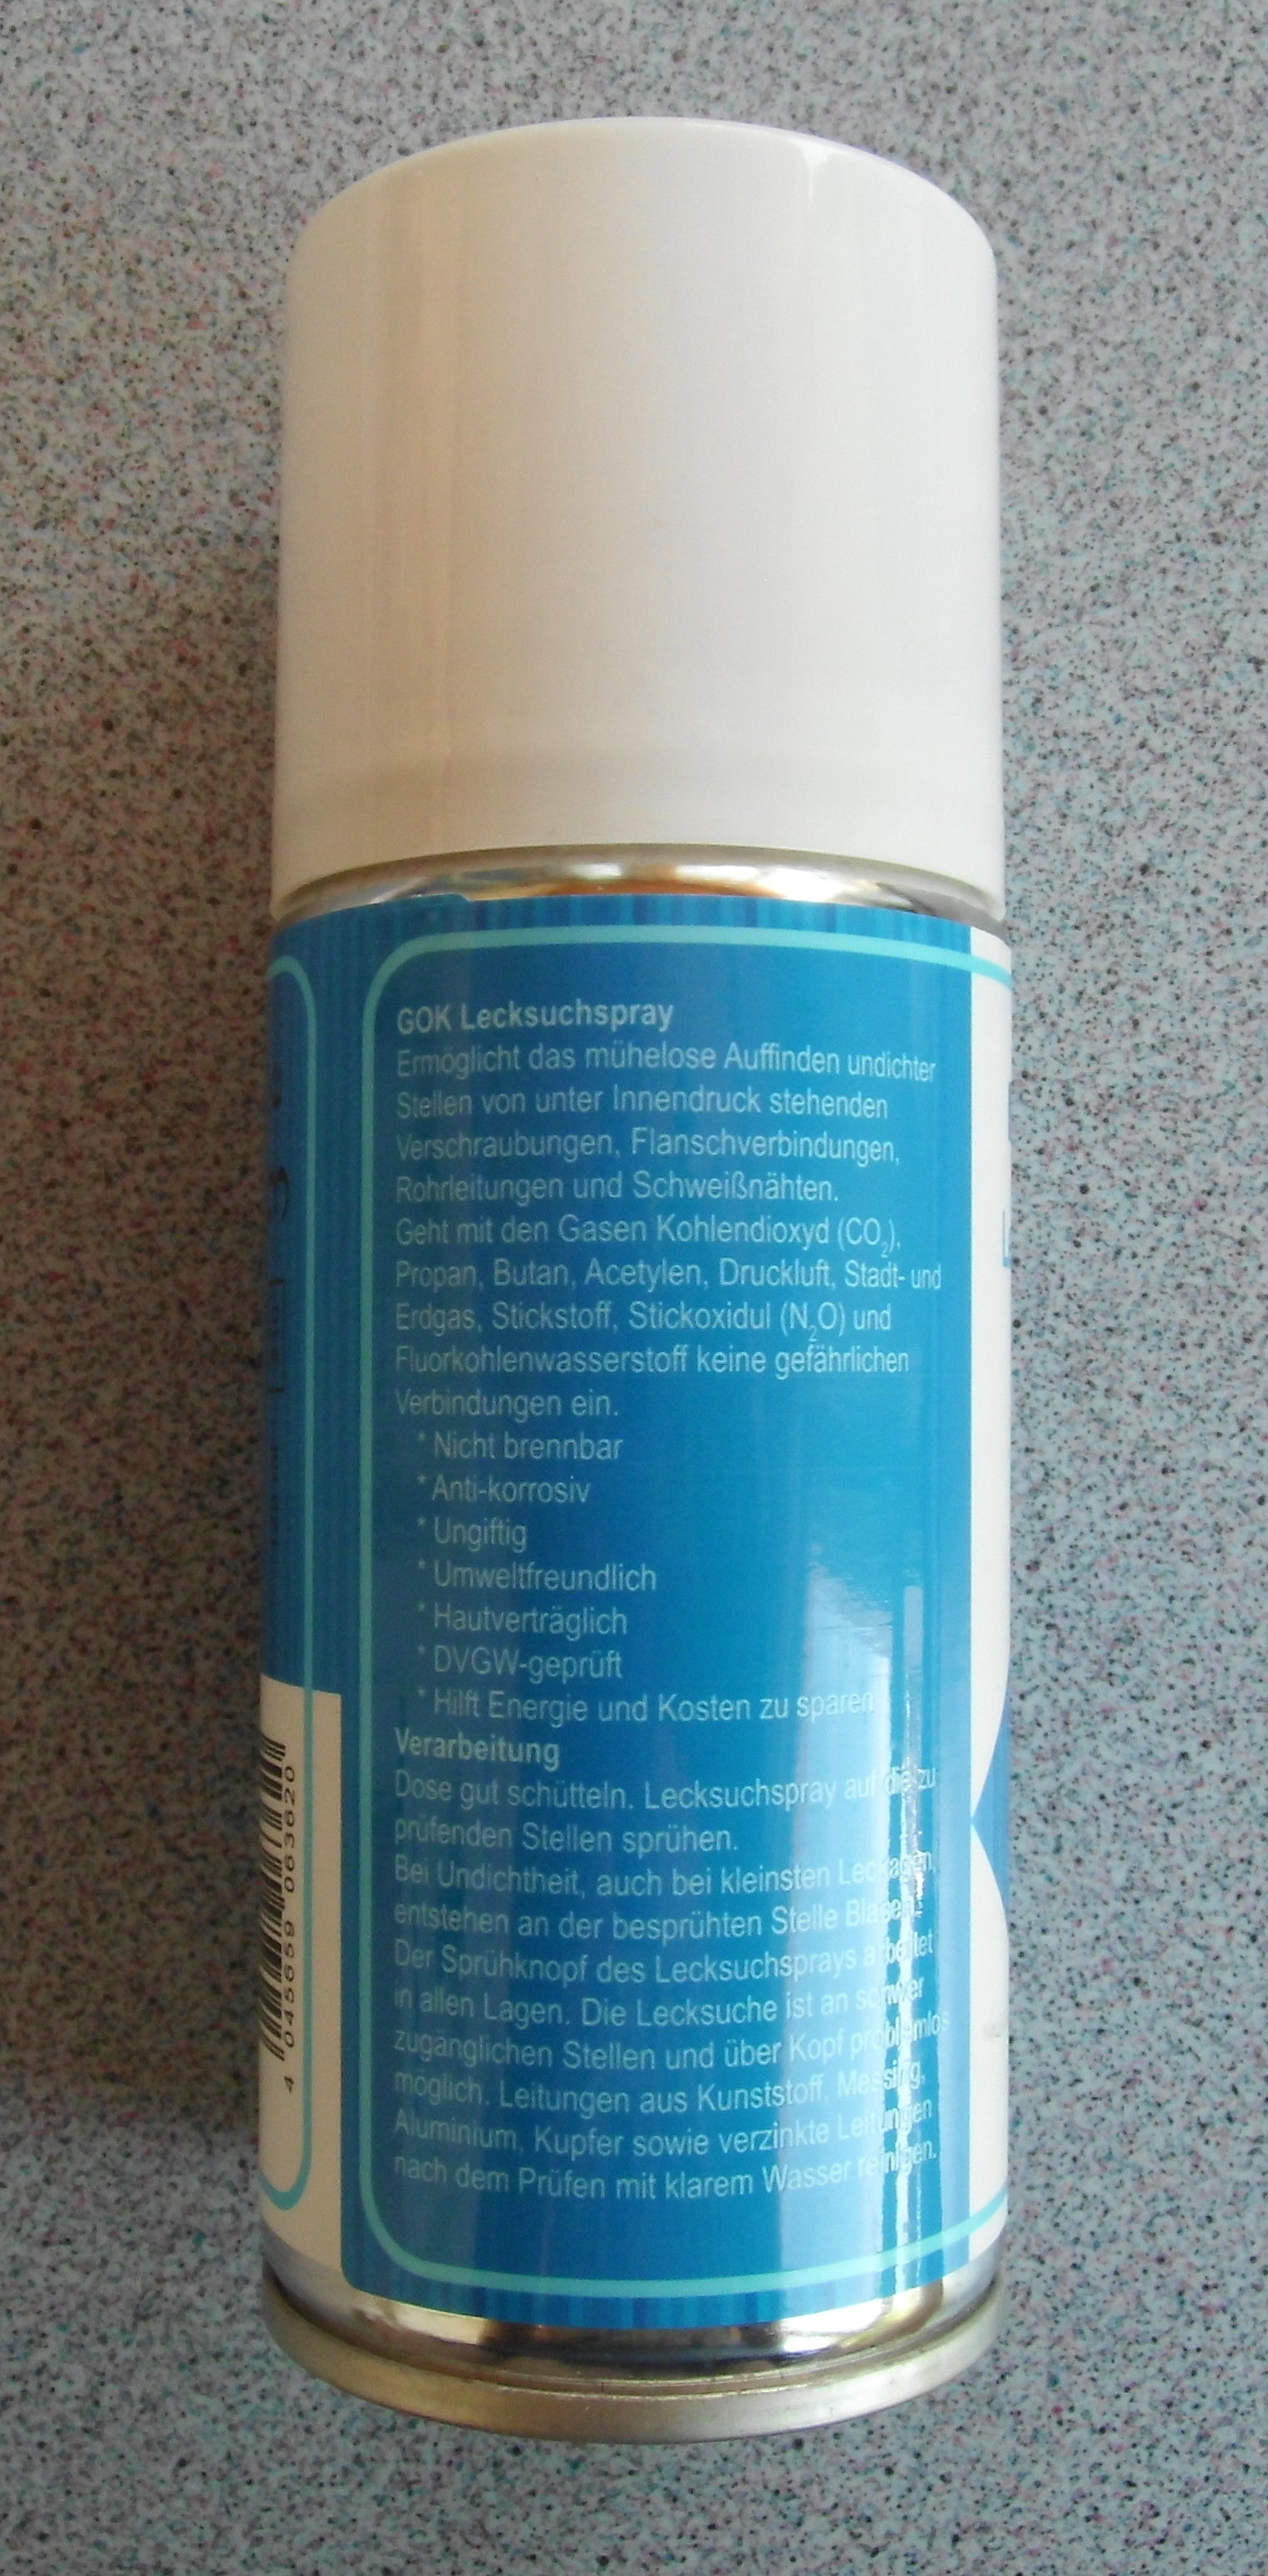 GOK Lecksuchspray
Ermöglicht das mühelose Auffinden undichter
Stellen von unter Innendruck stehenden
Verschraubungen, Flanschverbindungen,
Rohrleitungen und Schweißnähten.
Geht mit den Gasen Kohlendioxyd (CO₂),
Propan, Butan, Acetylen, Druckluft, Stadt- und
Erdgas, Stickstoff, Stickoxidul (N₂O) und
Fluorkohlenwasserstoff keine gefährlichen
Verbindungen ein.
* Nicht brennbar
* Anti-korrosiv
* Ungiftig
* Umweltfreundlich
* Hautverträglich
* DVGW-geprüft
* Hilft Energie und Kosten zu sparen
Verarbeitung
Dose gut schütteln. Lecksuchspray auf die zu
prüfenden Stellen sprühen.
Bei Undichtheit, auch bei kleinsten Leckagen,
entstehen an der besprühten Stelle Blasen.
Der Sprühknopf des Lecksuchsprays arbeitet
in allen Lagen. Die Lecksuche ist an schwer
zugänglichen Stellen und über Kopf problemlos
möglich. Leitungen aus Kunststoff, Messing,
Aluminium, Kupfer sowie verzinkte Leitungen
nach dem Prüfen mit klarem Wasser reinigen.
4 045659 063620